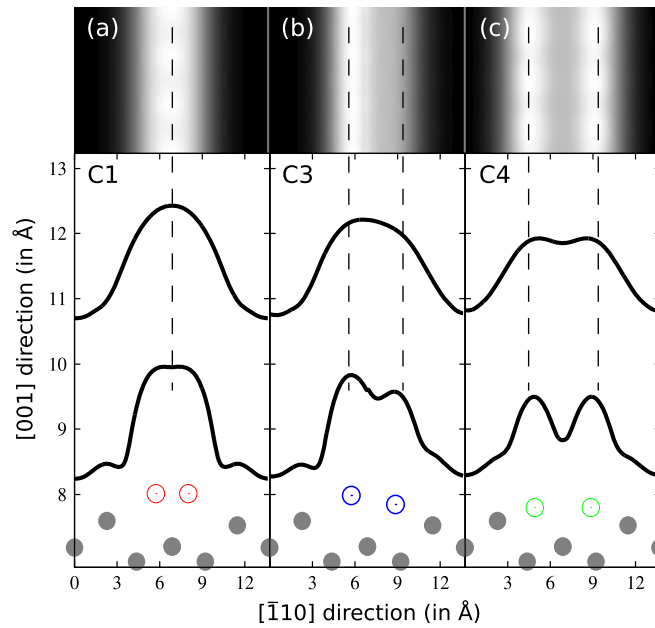 (a) (b) (c)
C1 C3 C4
13
12
11
10
9
8
[001] direction (in Å)
0 3 6 9 12 3 6 9 12 3 6 9 12
[1̅10] direction (in Å)